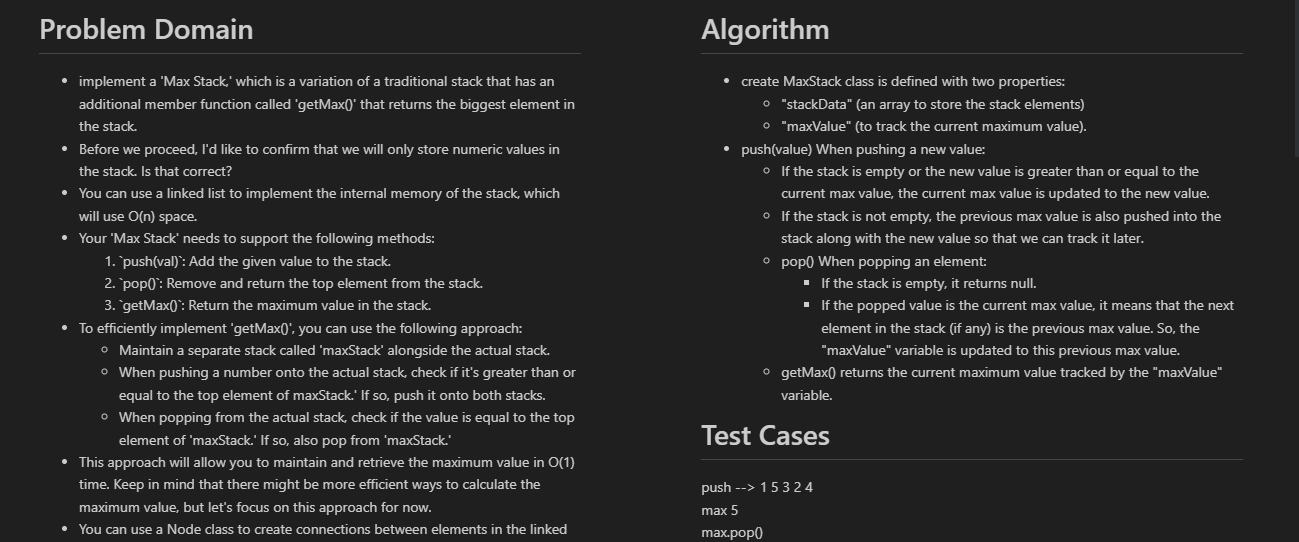 Problem Domain
• implement a 'Max Stack,' which is a variation of a traditional stack that has an
additional member function called 'getMax()' that returns the biggest element in
the stack.
• Before we proceed, I'd like to confirm that we will only store numeric values in
the stack. Is that correct?
• You can use a linked list to implement the internal memory of the stack, which
will use O(n) space.
• Your 'Max Stack' needs to support the following methods:
1. `push(val)`: Add the given value to the stack.
2. `pop()`: Remove and return the top element from the stack.
3. `getMax()`: Return the maximum value in the stack.
• To efficiently implement 'getMax()', you can use the following approach:
◦ Maintain a separate stack called 'maxStack' alongside the actual stack.
◦ When pushing a number onto the actual stack, check if it's greater than or
equal to the top element of maxStack.' If so, push it onto both stacks.
◦ When popping from the actual stack, check if the value is equal to the top
element of 'maxStack.' If so, also pop from 'maxStack.'
• This approach will allow you to maintain and retrieve the maximum value in O(1)
time. Keep in mind that there might be more efficient ways to calculate the
maximum value, but let's focus on this approach for now.
• You can use a Node class to create connections between elements in the linked
Algorithm
• create MaxStack class is defined with two properties:
◦ "stackData" (an array to store the stack elements)
◦ "maxValue" (to track the current maximum value).
• push(value) When pushing a new value:
◦ If the stack is empty or the new value is greater than or equal to the
current max value, the current max value is updated to the new value.
◦ If the stack is not empty, the previous max value is also pushed into the
stack along with the new value so that we can track it later.
◦ pop() When popping an element:
▪ If the stack is empty, it returns null.
▪ If the popped value is the current max value, it means that the next
element in the stack (if any) is the previous max value. So, the
"maxValue" variable is updated to this previous max value.
◦ getMax() returns the current maximum value tracked by the "maxValue"
variable.
Test Cases
push --> 1 5 3 2 4
max 5
max.pop()